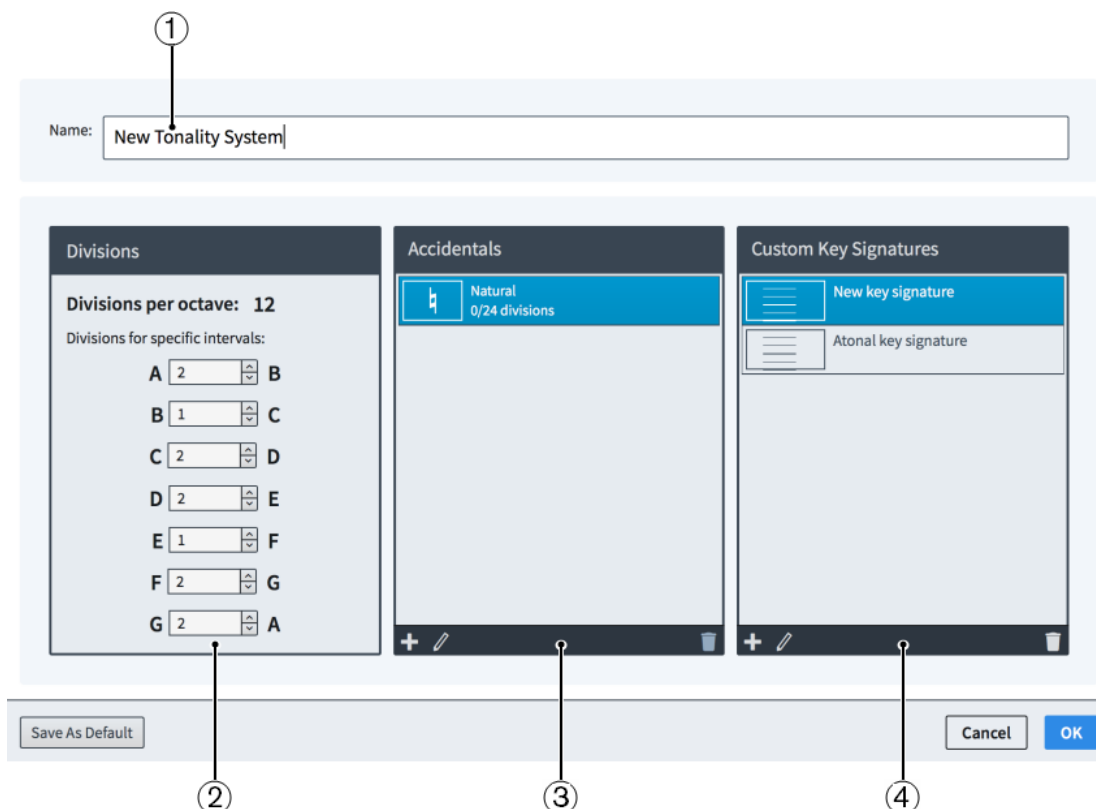 ①
Name: New Tonality System
Divisions
Divisions per octave: 12
Divisions for specific intervals:
A 2 B
B 1 C
C 2 D
D 2 E
E 1 F
F 2 G
G 2 A
Accidentals
Natural
0/24 divisions
Custom Key Signatures
New key signature
Atonal key signature
Save As Default
Cancel
OK
②
③
④